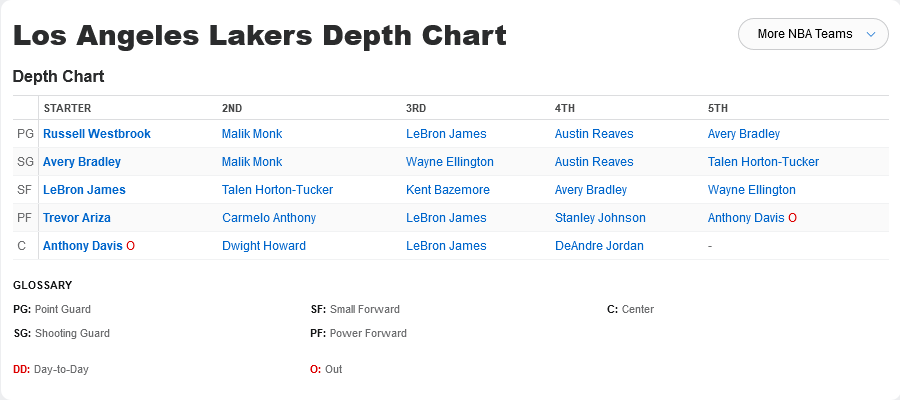 Los Angeles Lakers Depth Chart
More NBA Teams
Depth Chart
STARTER 2ND 3RD 4TH 5TH
PG Russell Westbrook Malik Monk LeBron James Austin Reaves Avery Bradley
SG Avery Bradley Malik Monk Wayne Ellington Austin Reaves Talen Horton-Tucker
SF LeBron James Talen Horton-Tucker Kent Bazemore Avery Bradley Wayne Ellington
PF Trevor Ariza Carmelo Anthony LeBron James Stanley Johnson Anthony Davis O
C Anthony Davis O Dwight Howard LeBron James DeAndre Jordan -
GLOSSARY
PG: Point Guard SF: Small Forward C: Center
SG: Shooting Guard PF: Power Forward
DD: Day-to-Day O: Out